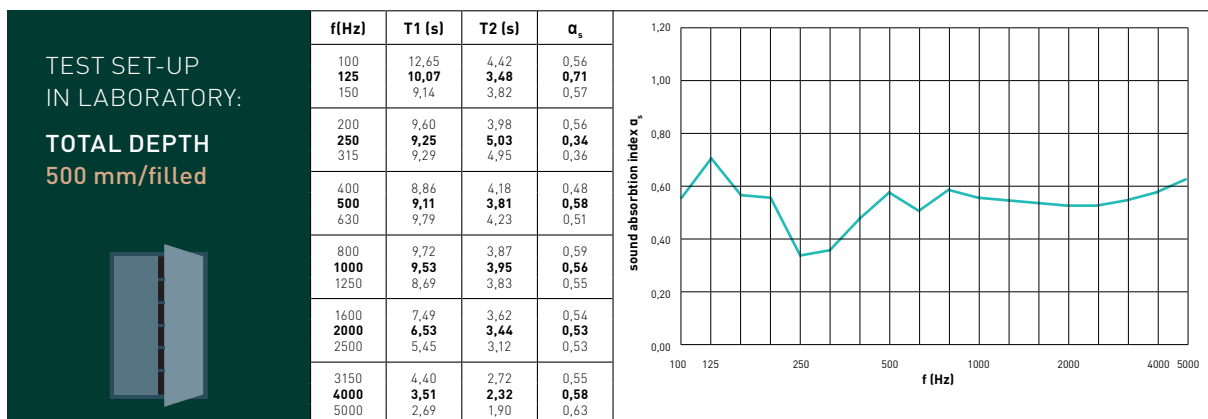 TEST SET-UP
IN LABORATORY:
TOTAL DEPTH
500 mm/filled
f(Hz) T1 (s) T2 (s) αs
100 12,65 4,42 0,56
125 10,07 3,48 0,71
150 9,14 3,82 0,57
200 9,60 3,98 0,56
250 9,25 5,03 0,34
315 9,29 4,95 0,36
400 8,86 4,18 0,48
500 9,11 3,81 0,58
630 9,79 4,23 0,51
800 9,72 3,87 0,59
1000 9,53 3,95 0,56
1250 8,69 3,83 0,55
1600 7,49 3,62 0,54
2000 6,53 3,44 0,53
2500 5,45 3,12 0,53
3150 4,40 2,72 0,55
4000 3,51 2,32 0,58
5000 2,69 1,90 0,63
sound absorbtion index αs
1,20
1,00
0,80
0,60
0,40
0,20
0,00
100 125 250 500 1000 2000 4000 5000
f (Hz)